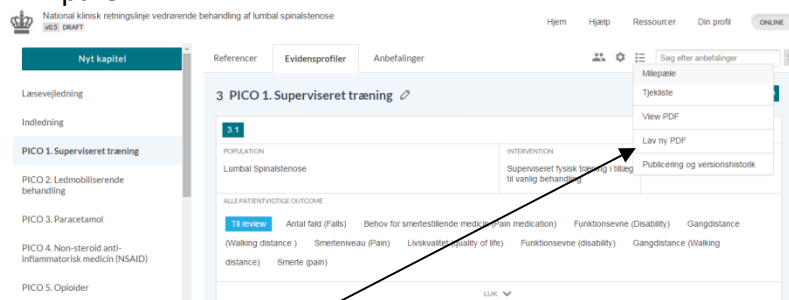 National klinisk retningslinje vedrørende behandling af lumbal spinalstenose
v0.5 DRAFT
Hjem Hjælp Ressourcer Din profil ONLINE
Nyt kapitel
Referencer Evidensprofiler Anbefalinger
Søg efter anbefalinger
Milepæle
Tjekliste
View PDF
Lav ny PDF
Publicering og versionshistorik
Læsevejledning
Indledning
PICO 1. Superviseret træning
PICO 2. Ledmobiliserende
behandling
PICO 3. Paracetamol
PICO 4. Non-steroid anti-
inflammatorisk medicin (NSAID)
PICO 5. Opioider
3 PICO 1. Superviseret træning
3.1
POPULATION
Lumbal Spinalstenose
INTERVENTION
Superviseret fysisk træning i tillæg
til vanlig behandling
ALLE PATIENTVIGTIGE OUTCOME
Til review Antal fald (Falls) Behov for smertestillende medicin (Pain medication) Funktionsevne (Disability) Gangdistance
(Walking distance ) Smerteniveau (Pain) Livskvalitet (quality of life) Funktionsevne (disability) Gangdistance (Walking
distance) Smerte (pain)
LUK